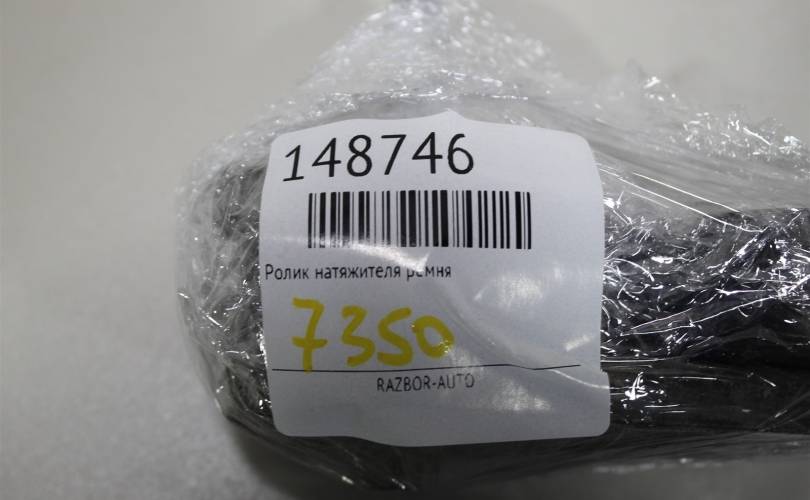 148746
Ролик натяжителя ремня
7350
RAZBOR-AUTO